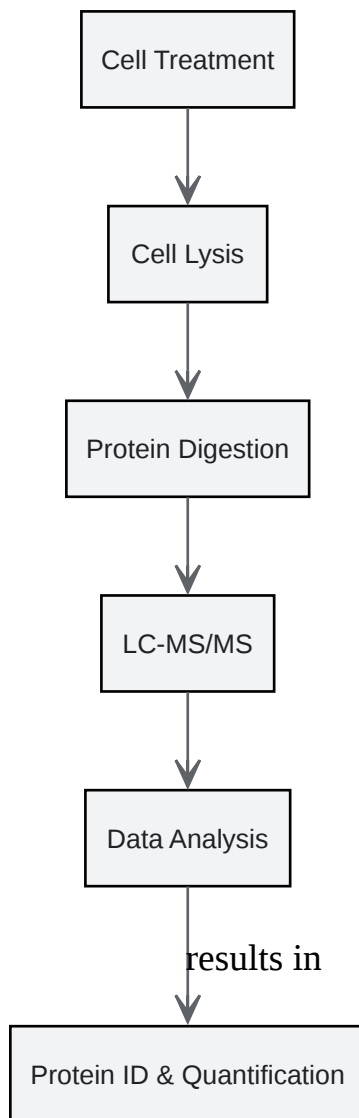 Cell Treatment
Cell Lysis
Protein Digestion
LC-MS/MS
Data Analysis
results in
Protein ID & Quantification